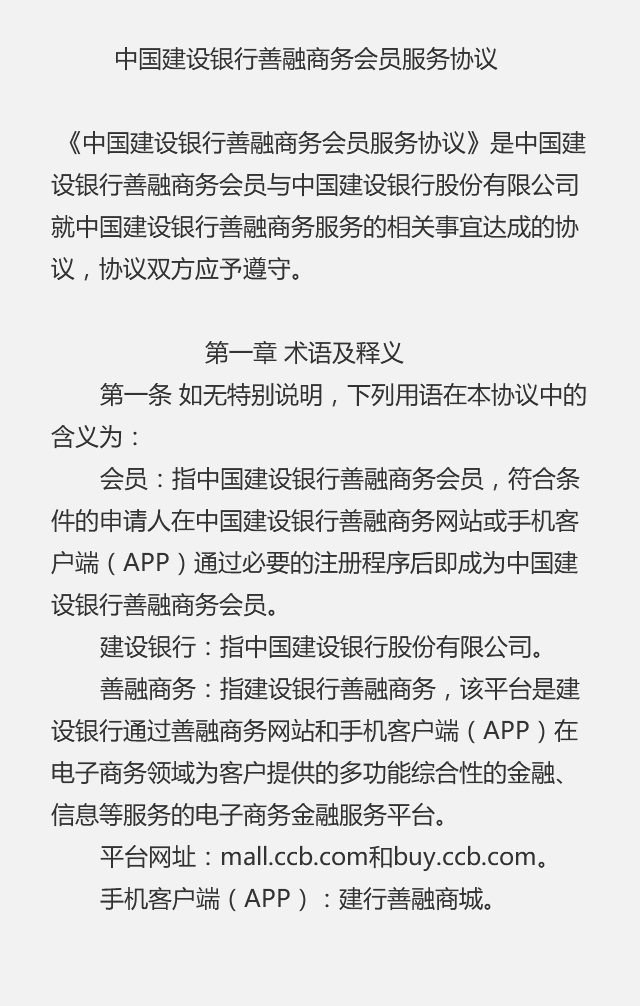 中国建设银行善融商务会员服务协议
《中国建设银行善融商务会员服务协议》是中国建
设银行善融商务会员与中国建设银行股份有限公司
就中国建设银行善融商务服务的相关事宜达成的协
议，协议双方应予遵守。
第一章 术语及释义
第一条 如无特别说明，下列用语在本协议中的
含义为：
会员：指中国建设银行善融商务会员，符合条
件的申请人在中国建设银行善融商务网站或手机客
户端（APP）通过必要的注册程序后即成为中国建
设银行善融商务会员。
建设银行：指中国建设银行股份有限公司。
善融商务：指建设银行善融商务，该平台是建
设银行通过善融商务网站和手机客户端（APP）在
电子商务领域为客户提供的多功能综合性的金融、
信息等服务的电子商务金融服务平台。
平台网址：mall.ccb.com和buy.ccb.com。
手机客户端（APP）：建行善融商城。